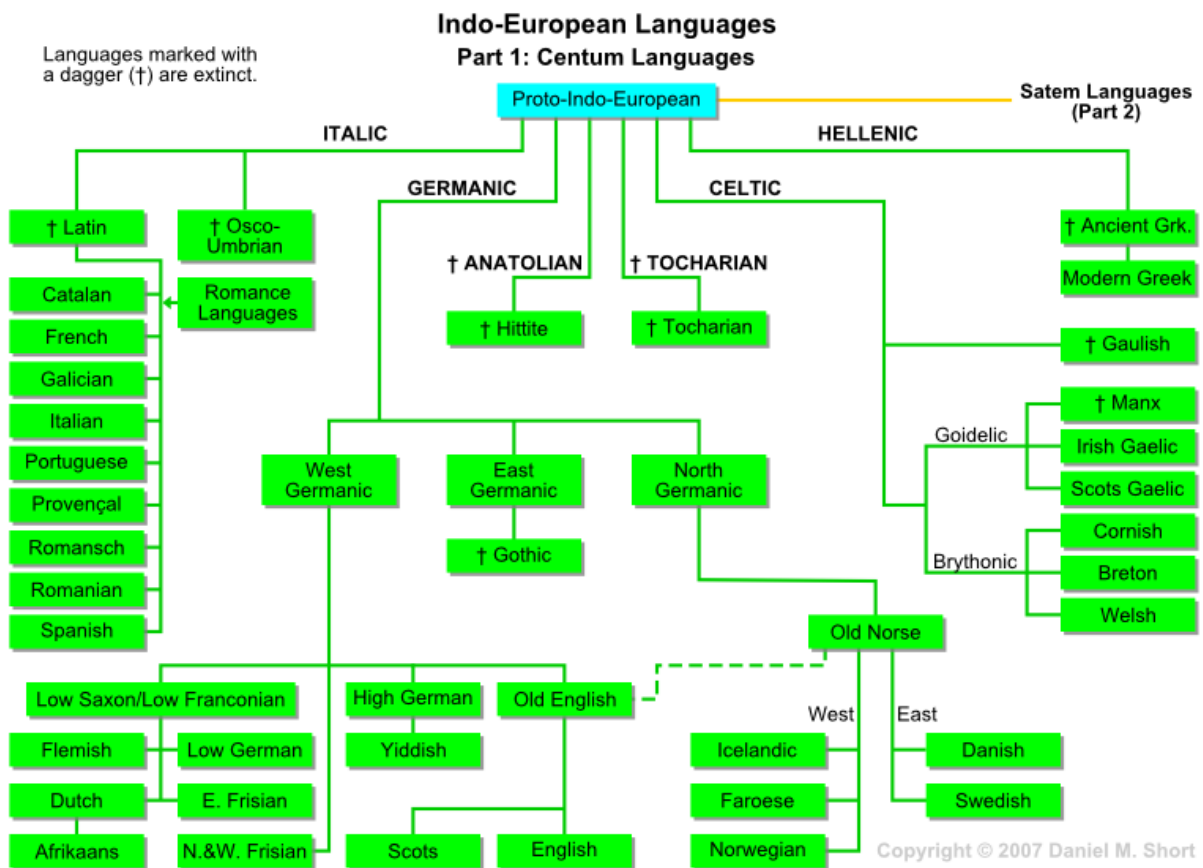 Indo-European Languages
Part 1: Centum Languages
Languages marked with
a dagger (†) are extinct.
Proto-Indo-European
Satem Languages
(Part 2)
ITALIC
HELLENIC
GERMANIC
CELTIC
† Latin
† Osco-
Umbrian
† Ancient Grk.
† ANATOLIAN
† TOCHARIAN
Modern Greek
Catalan
Romance
Languages
† Hittite
† Tocharian
French
† Gaulish
Galician
† Manx
Italian
Goidelic
Irish Gaelic
Portuguese
West
Germanic
East
Germanic
North
Germanic
Scots Gaelic
Provençal
Cornish
Romansch
† Gothic
Brythonic
Breton
Romanian
Welsh
Spanish
Old Norse
Low Saxon/Low Franconian
High German
Old English
West
East
Flemish
Low German
Yiddish
Icelandic
Danish
Dutch
E. Frisian
Faroese
Swedish
Afrikaans
N.&W. Frisian
Scots
English
Norwegian
Copyright © 2007 Daniel M. Short